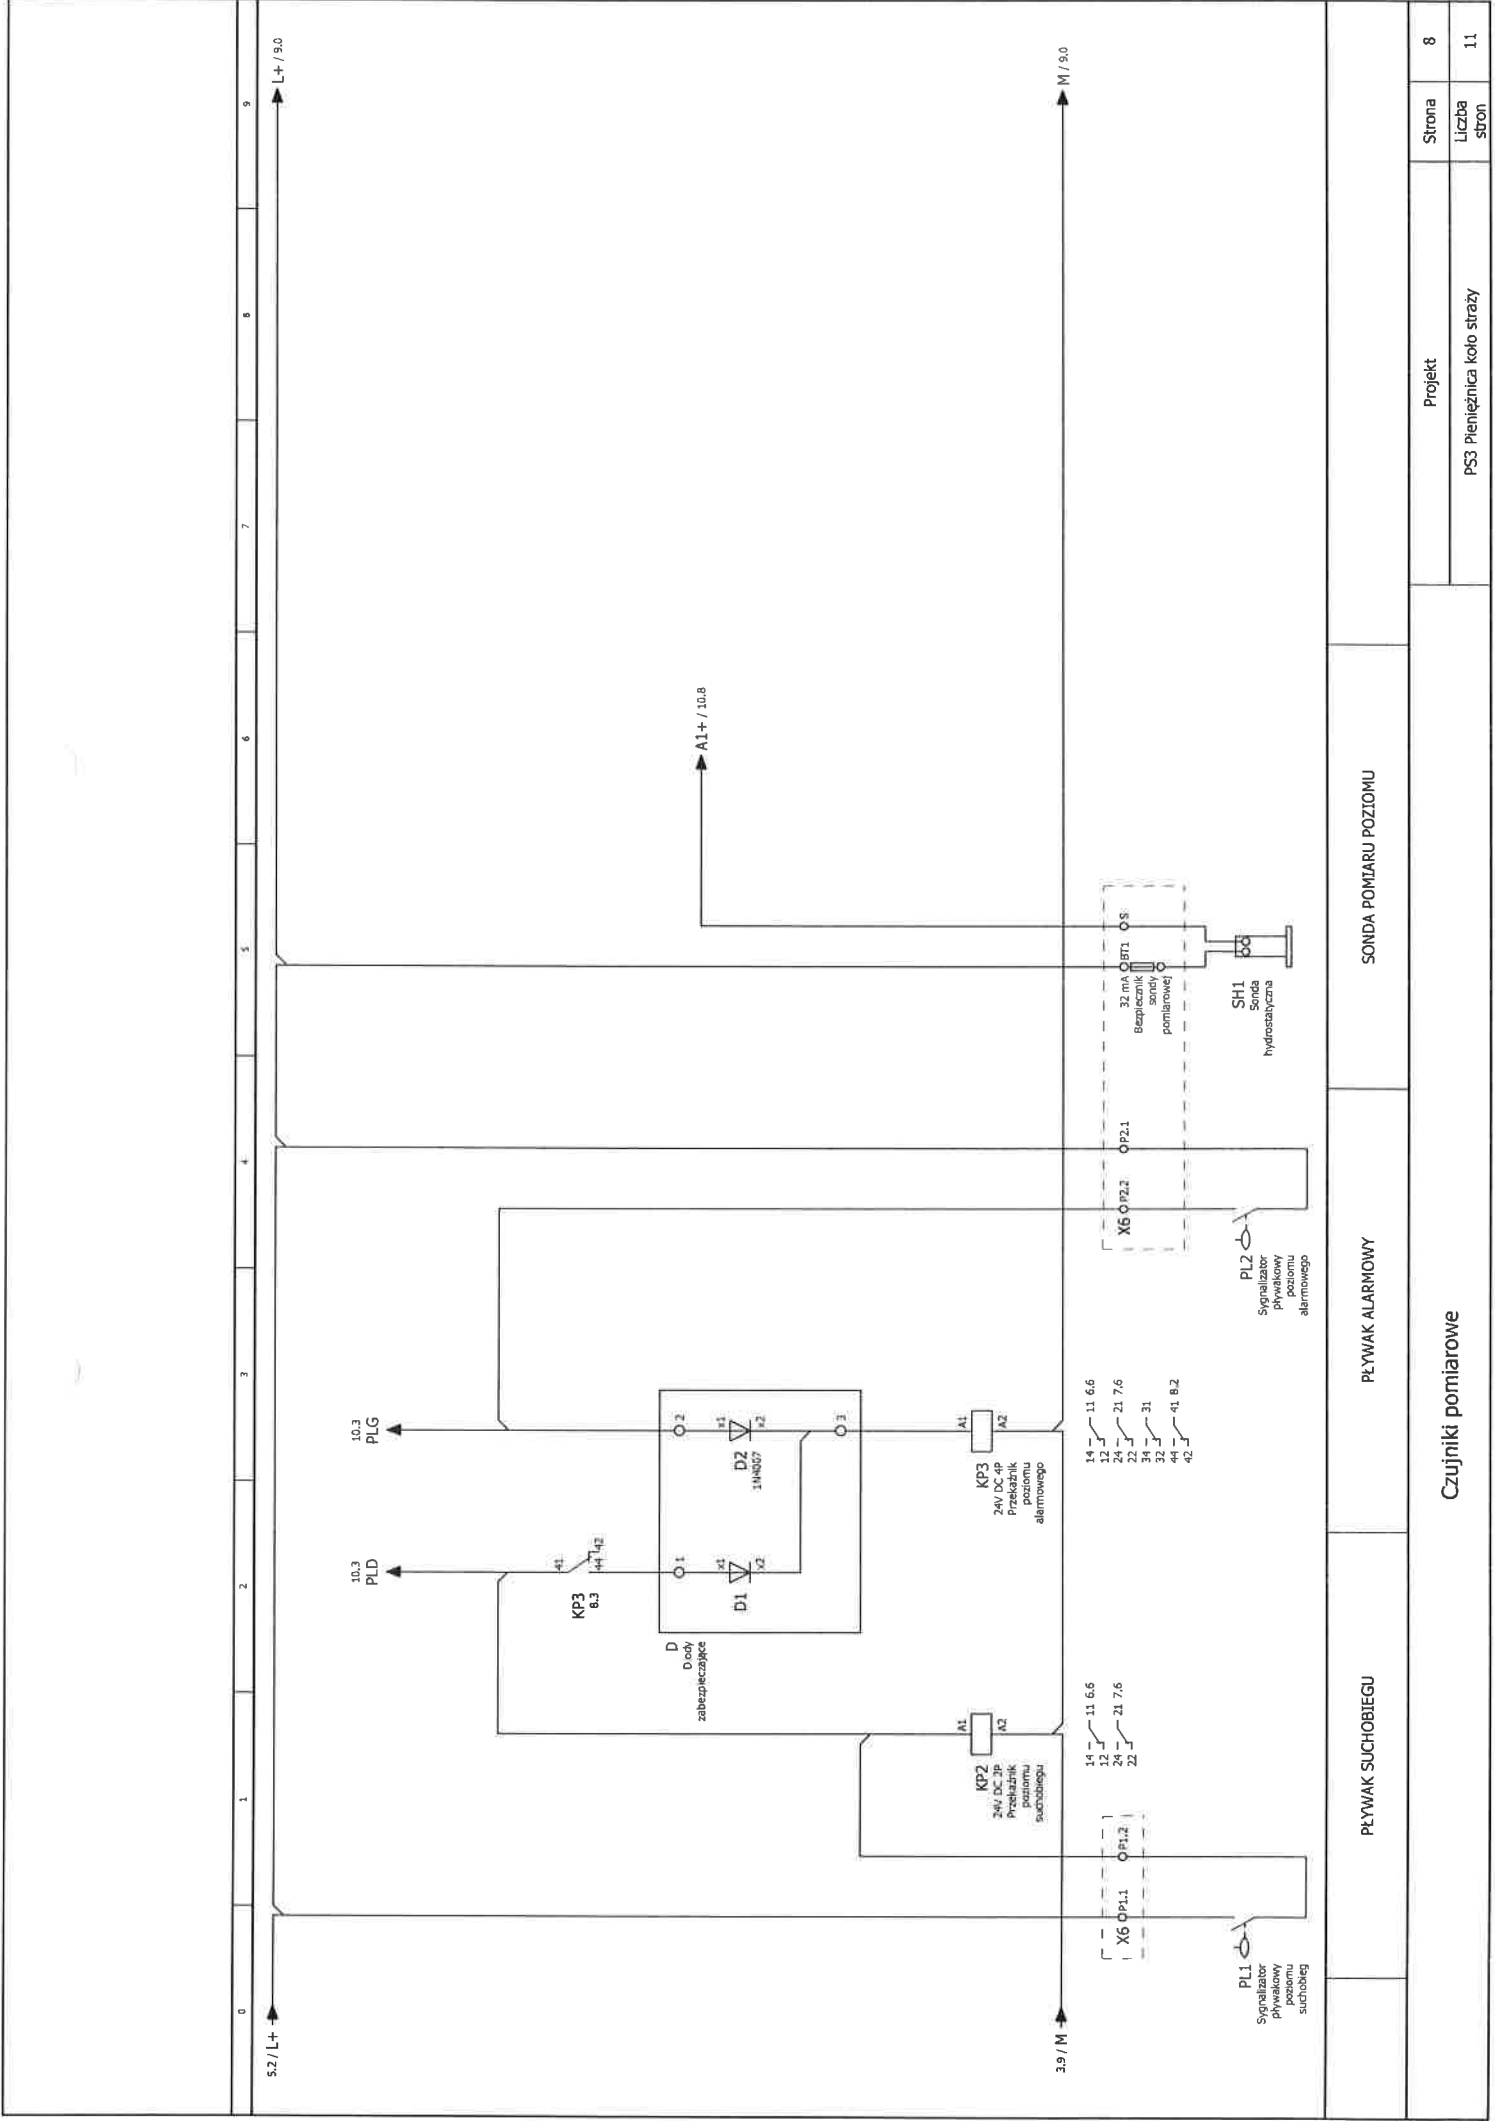 0 1 2 3 4 5 6 7 8 9
5.2 / L+
L+ / 9.0
10.3
PLD
10.3
PLG
41
44 42
KP3
8.3
D
zabezpieczające
1
x1
x2
D1
2
x1
x2
D2
1N4007
3
A1+ / 10.8
A1
A2
KP2
24V DC 2P
Przekaźnik
poziomu
suchobiegu
A1
A2
KP3
24V DC 4P
Przekaźnik
poziomu
alarmowego
3.9 / M
M / 9.0
14 11 6.6
12
24 21 7.6
22
14 11 6.6
12
24 21 7.6
22
34 31
32
44 41 8.2
42
X6 P1.1 P1.2
X6 P2.2 P2.1
32 mA BT1 S
Bezpiecznik
sondy
pomiarowej
PL1
Sygnalizator
pływakowy
poziomu
suchobieg
PL2
Sygnalizator
pływakowy
poziomu
alarmowego
SH1
Sonda
hydrostatyczna
PŁYWAK SUCHOBIEGU
PŁYWAK ALARMOWY
SONDA POMIARU POZIOMU
Czujniki pomiarowe
Projekt
PS3 Pieniężnica koło straży
Strona 8
Liczba
stron
11